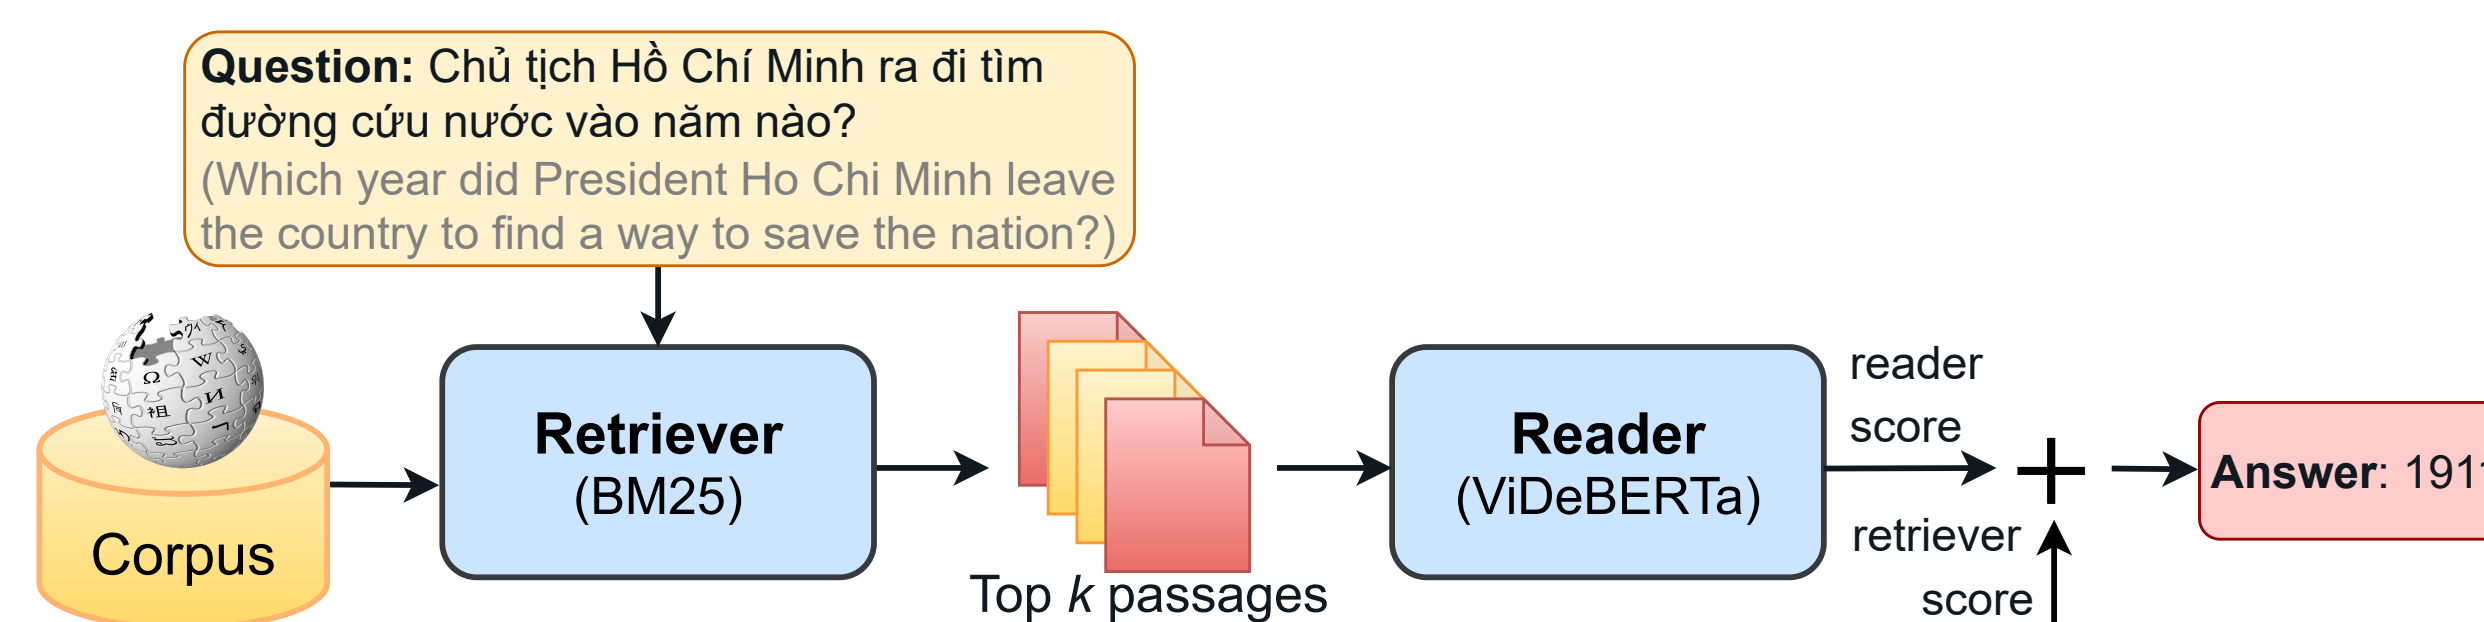 Question: Chủ tịch Hồ Chí Minh ra đi tìm
đường cứu nước vào năm nào?
(Which year did President Ho Chi Minh leave
the country to find a way to save the nation?)
Corpus
Retriever
(BM25)
Top k passages
Reader
(ViDeBERTa)
reader
score
retriever
score
Answer: 1911